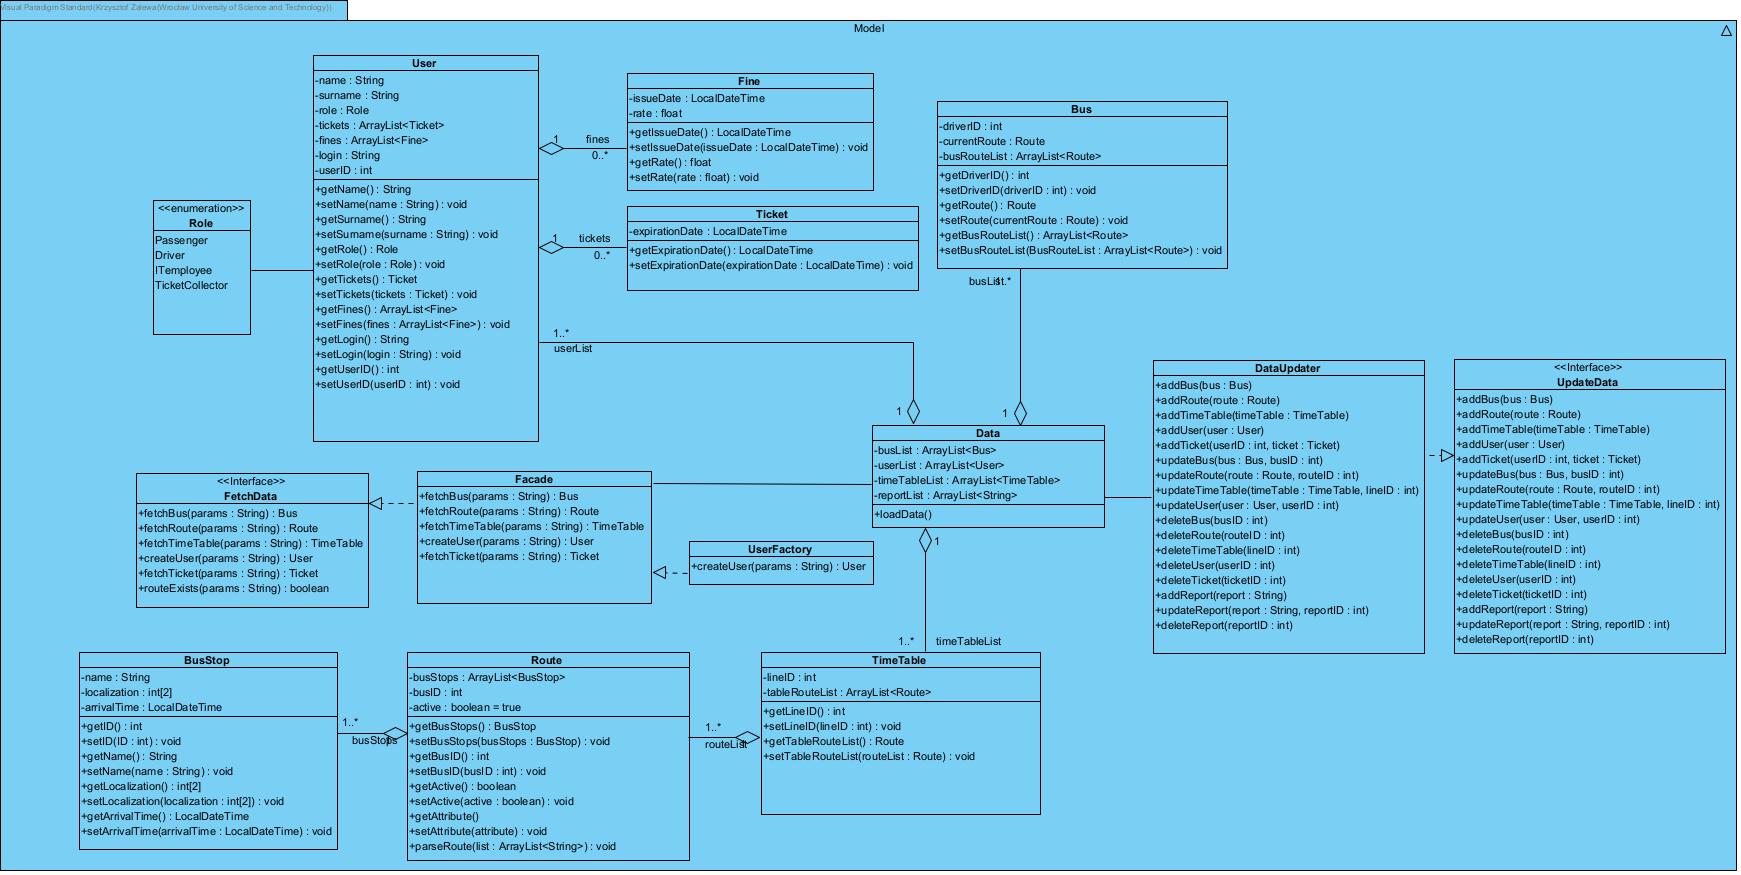 Visual Paradigm Standard(Krzysztof Zalewa(Wroclaw University of Science and Technology))
Model
User
-name : String
-surname : String
-role : Role
-tickets : ArrayList<Ticket>
-fines : ArrayList<Fine>
-login : String
-userID : int
+getName() : String
+setName(name : String) : void
+getSurname() : String
+setSurname(surname : String) : void
+getRole() : Role
+setRole(role : Role) : void
+getTickets() : Ticket
+setTickets(tickets : Ticket) : void
+getFines() : ArrayList<Fine>
+setFines(fines : ArrayList<Fine>) : void
+getLogin() : String
+setLogin(login : String) : void
+getUserID() : int
+setUserID(userID : int) : void
1
fines
0..*
Fine
-issueDate : LocalDateTime
-rate : float
+getIssueDate() : LocalDateTime
+setIssueDate(issueDate : LocalDateTime) : void
+getRate() : float
+setRate(rate : float) : void
1
tickets
0..*
Ticket
-expirationDate : LocalDateTime
+getExpirationDate() : LocalDateTime
+setExpirationDate(expirationDate : LocalDateTime) : void
Bus
-driverID : int
-currentRoute : Route
-busRouteList : ArrayList<Route>
+getDriverID() : int
+setDriverID(driverID : int) : void
+getRoute() : Route
+setRoute(currentRoute : Route) : void
+getBusRouteList() : ArrayList<Route>
+setBusRouteList(BusRouteList : ArrayList<Route>) : void
busList
1..*
<<enumeration>>
Role
Passenger
Driver
ITemployee
TicketCollector
1..*
userList
1
1
Data
-busList : ArrayList<Bus>
-userList : ArrayList<User>
-timeTableList : ArrayList<TimeTable>
-reportList : ArrayList<String>
+loadData()
1
1..*
timeTableList
DataUpdater
+addBus(bus : Bus)
+addRoute(route : Route)
+addTimeTable(timeTable : TimeTable)
+addUser(user : User)
+addTicket(userID : int, ticket : Ticket)
+updateBus(bus : Bus, busID : int)
+updateRoute(route : Route, routeID : int)
+updateTimeTable(timeTable : TimeTable, lineID : int)
+updateUser(user : User, userID : int)
+deleteBus(busID : int)
+deleteRoute(routeID : int)
+deleteTimeTable(lineID : int)
+deleteUser(userID : int)
+deleteTicket(ticketID : int)
+addReport(report : String)
+updateReport(report : String, reportID : int)
+deleteReport(reportID : int)
<<Interface>>
UpdateData
+addBus(bus : Bus)
+addRoute(route : Route)
+addTimeTable(timeTable : TimeTable)
+addUser(user : User)
+addTicket(userID : int, ticket : Ticket)
+updateBus(bus : Bus, busID : int)
+updateRoute(route : Route, routeID : int)
+updateTimeTable(timeTable : TimeTable, lineID : int)
+updateUser(user : User, userID : int)
+deleteBus(busID : int)
+deleteRoute(routeID : int)
+deleteTimeTable(lineID : int)
+deleteUser(userID : int)
+deleteTicket(ticketID : int)
+addReport(report : String)
+updateReport(report : String, reportID : int)
+deleteReport(reportID : int)
<<Interface>>
FetchData
+fetchBus(params : String) : Bus
+fetchRoute(params : String) : Route
+fetchTimeTable(params : String) : TimeTable
+createUser(params : String) : User
+fetchTicket(params : String) : Ticket
+routeExists(params : String) : boolean
Facade
+fetchBus(params : String) : Bus
+fetchRoute(params : String) : Route
+fetchTimeTable(params : String) : TimeTable
+createUser(params : String) : User
+fetchTicket(params : String) : Ticket
UserFactory
+createUser(params : String) : User
BusStop
-name : String
-localization : int[2]
-arrivalTime : LocalDateTime
+getID() : int
+setID(ID : int) : void
+getName() : String
+setName(name : String) : void
+getLocalization() : int[2]
+setLocalization(localization : int[2]) : void
+getArrivalTime() : LocalDateTime
+setArrivalTime(arrivalTime : LocalDateTime) : void
1..*
busStops
Route
-busStops : ArrayList<BusStop>
-busID : int
-active : boolean = true
+getBusStops() : BusStop
+setBusStops(busStops : BusStop) : void
+getBusID() : int
+setBusID(busID : int) : void
+getActive() : boolean
+setActive(active : boolean) : void
+getAttribute()
+setAttribute(attribute) : void
+parseRoute(list : ArrayList<String>) : void
1..*
routeList
TimeTable
-lineID : int
-tableRouteList : ArrayList<Route>
+getLineID() : int
+setLineID(lineID : int) : void
+getTableRouteList() : Route
+setTableRouteList(routeList : Route) : void